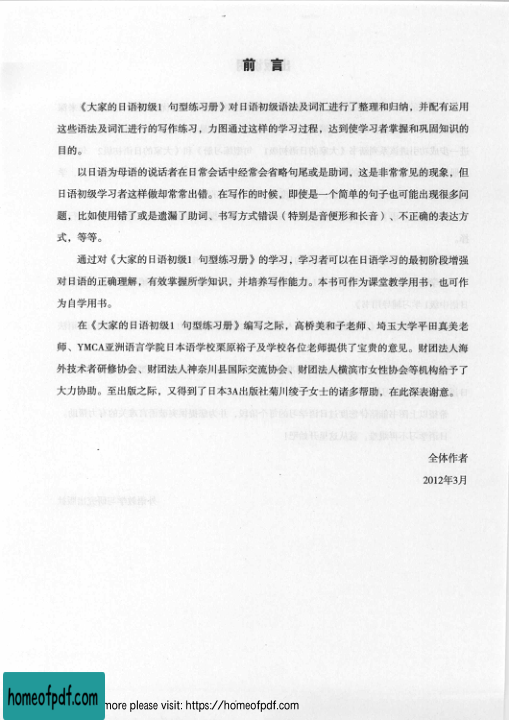 前 言
《大家的日语初级1 句型练习册》对日语初级语法及词汇进行了整理和归纳，并配有运用
这些语法及词汇进行的写作练习，力图通过这样的学习过程，达到使学习者掌握和巩固知识的
目的。
以日语为母语的说话者在日常会话中经常会省略句尾或是助词，这是非常常见的现象，但
日语初级学习者这样做却常常出错。在写作的时候，即使是一个简单的句子也可能出现很多问
题，比如使用错了或是遗漏了助词、书写方式错误（特别是音便形和长音）、不正确的表达方
式，等等。
通过对《大家的日语初级1 句型练习册》的学习，学习者可以在日语学习的最初阶段增强
对日语的正确理解，有效掌握所学知识，并培养写作能力。本书可作为课堂教学用书，也可作
为自学用书。
在《大家的日语初级1 句型练习册》编写之际，高桥美和子老师、埼玉大学平田真美老
师、YMCA亚洲语言学院日本语学校栗原裕子及学校各位老师提供了宝贵的意见。财团法人海
外技术者研修协会、财团法人神奈川县国际交流协会、财团法人横滨市女性协会等机构给予了
大力协助。至出版之际，又得到了日本3A出版社菊川绫子女士的诸多帮助，在此深表谢意。
全体作者
2012年3月
homeofpdf.com
more please visit: https://homeofpdf.com